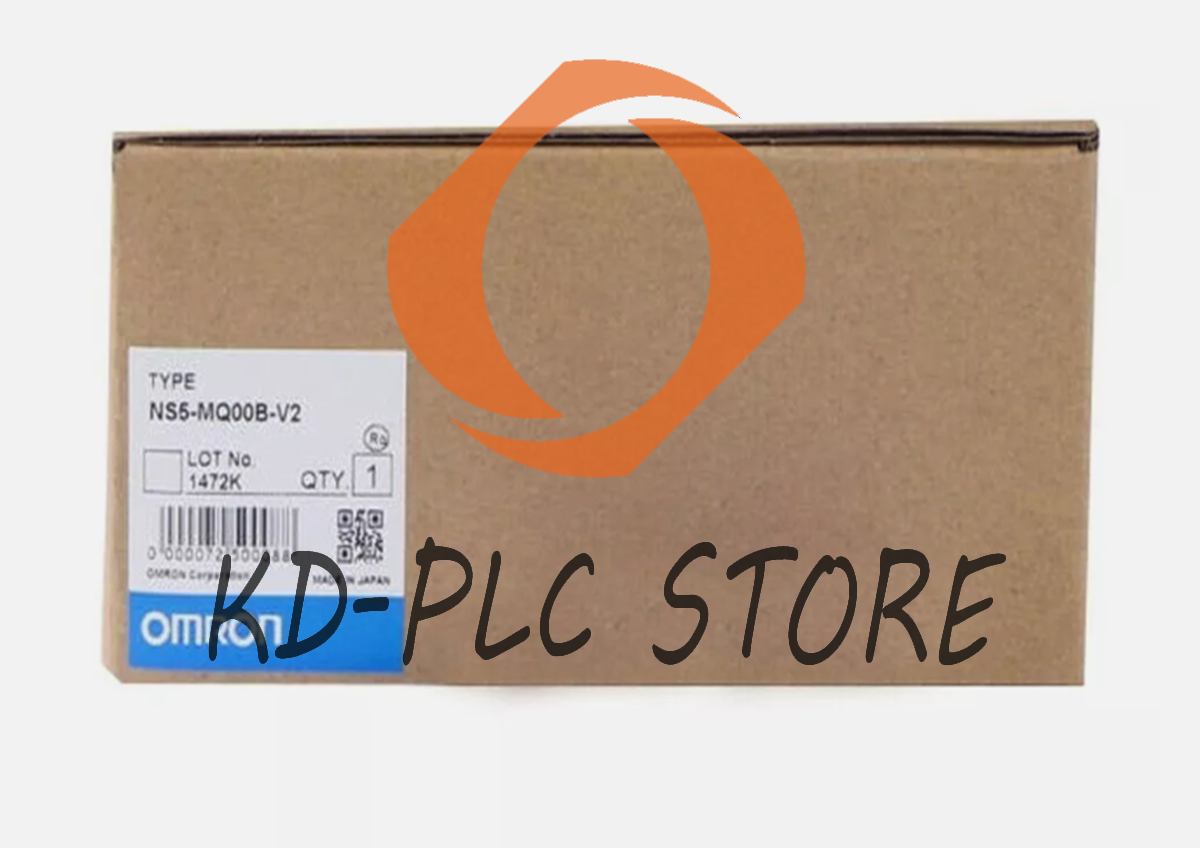 TYPE
NS5-MQ00B-V2
LOT No.
1472K
QTY. 1
OMRON Corporation
MADE IN JAPAN
OMRON
KD-PLC STORE